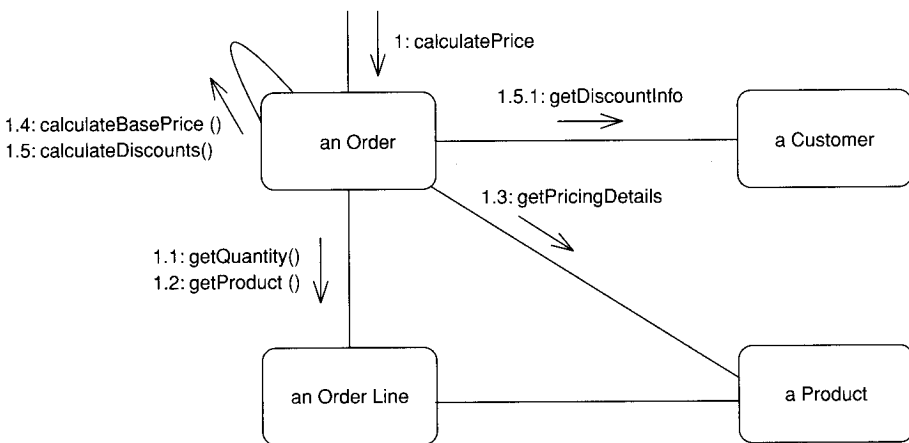 1: calculatePrice
1.5.1: getDiscountInfo
1.4: calculateBasePrice ()
1.5: calculateDiscounts()
an Order
a Customer
1.3: getPricingDetails
1.1: getQuantity()
1.2: getProduct ()
an Order Line
a Product